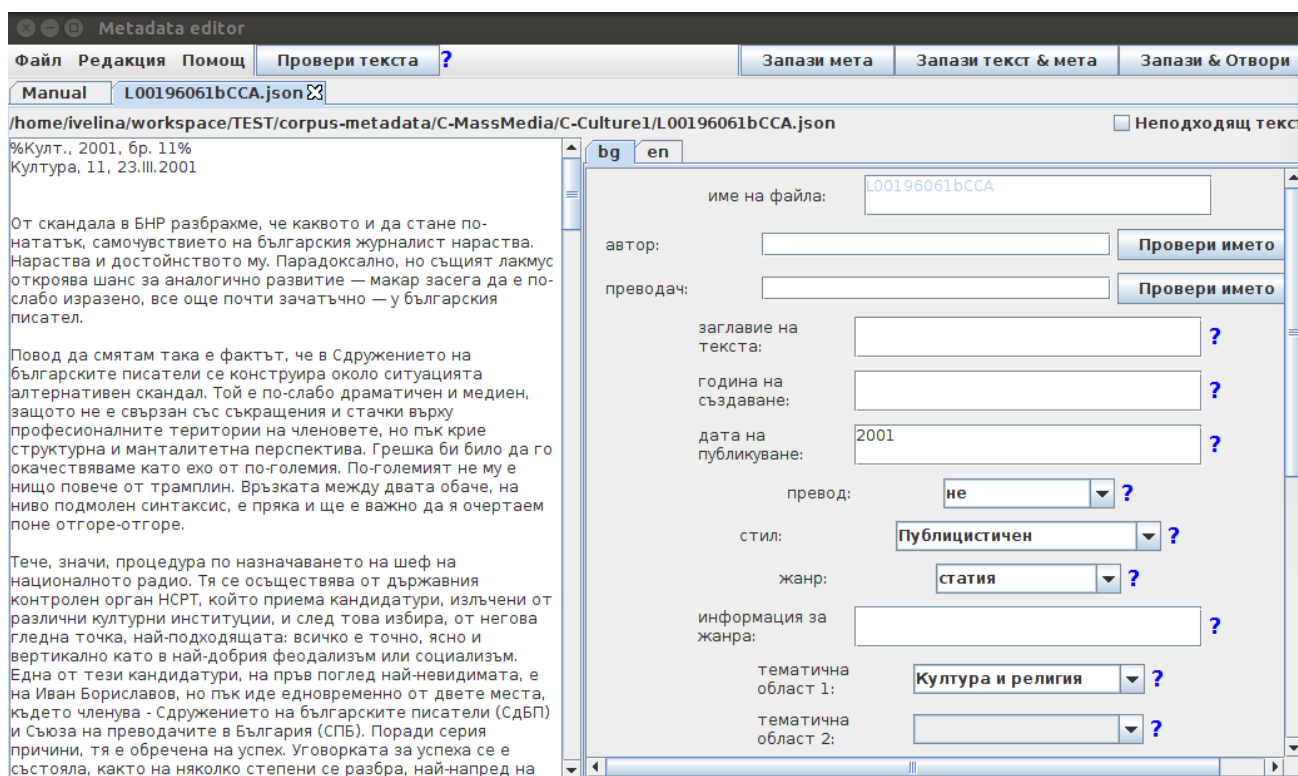 Metadata editor
Файл Редакция Помощ Провери текста ? Запази мета Запази текст & мета Запази & Отвори
Manual L00196061bCCA.json
/home/ivelina/workspace/TEST/corpus-metadata/C-MassMedia/C-Culture1/L00196061bCCA.json Неподходящ текст
%Култ., 2001, бр. 11%
Култура, 11, 23.III.2001
От скандала в БНР разбрахме, че каквото и да стане по-
нататък, самочувствието на българския журналист нараства.
Нараства и достойнството му. Парадоксално, но същият лакмус
откроява шанс за аналогично развитие — макар засега да е по-
слабо изразено, все още почти зачатъчно — у българския
писател.
Повод да смятам така е фактът, че в Сдружението на
българските писатели се конструира около ситуацията
алтернативен скандал. Той е по-слабо драматичен и медиен,
защото не е свързан със съкращения и стачки върху
професионалните територии на членовете, но пък крие
структурна и манталитетна перспектива. Грешка би било да го
окачествяваме като ехо от по-големия. По-големият не му е
нищо повече от трамплин. Връзката между двата обаче, на
ниво подмолен синтаксис, е пряка и ще е важно да я очертаем
поне отгоре-отгоре.
Тече, значи, процедура по назначаването на шеф на
националното радио. Тя се осъществява от държавния
контролен орган НСРТ, който приема кандидатури, излъчени от
различни културни институции, и след това избира, от негова
гледна точка, най-подходящата: всичко е точно, ясно и
вертикално като в най-добрия феодализъм или социализъм.
Една от тези кандидатури, на пръв поглед най-невидимата, е
на Иван Бориславов, но пък иде едновременно от двете места,
където членува - Сдружението на българските писатели (СдБП)
и Съюза на преводачите в България (СПБ). Поради серия
причини, тя е обречена на успех. Уговорката за успеха се е
състояла, както на няколко степени се разбра, най-напред на
bg en
име на файла: L00196061bCCA
автор: Провери името
преводач: Провери името
заглавие на
текста: ?
година на
създаване: ?
дата на
публикуване: 2001 ?
превод: не ?
стил: Публицистичен ?
жанр: статия ?
информация за
жанра: ?
тематична
област 1: Култура и религия ?
тематична
област 2: ?